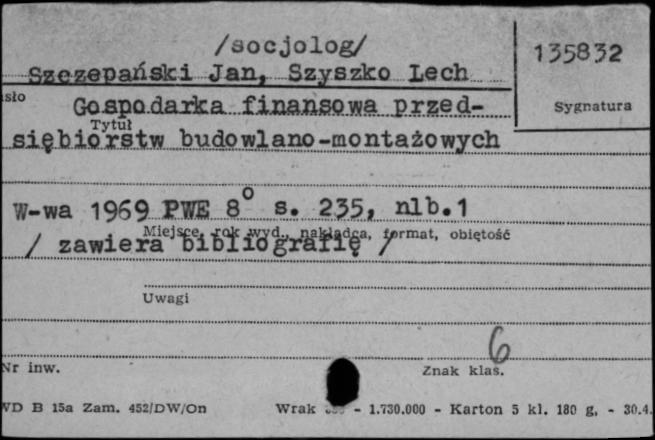 /socjolog/
135832
Szczepański Jan, Szyszko Lech
sło
Gospodarka finansowa przed-
Sygnatura
Tytuł
siębiorstw budowlano-montażowych
W-wa 1969 PWE 8° s. 235, nlb.1
Miejsce, rok wyd., nakładca, format, objętość
/ zawiera bibliografię /
Uwagi
6
Nr inw.
Znak klas.
WD B 15a Zam. 452/DW/On Wrak - 1.730.000 - Karton 5 kl. 180 g. - 30.4.